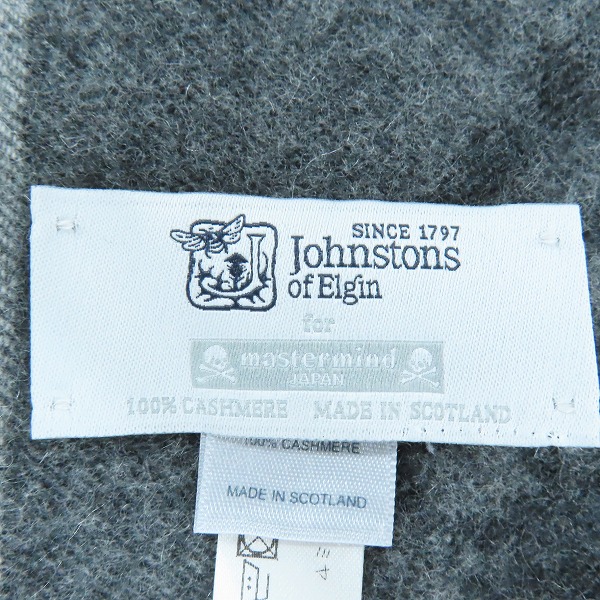 SINCE 1797
Johnstons
of Elgin
for
mastermind
JAPAN
100% CASHMERE MADE IN SCOTLAND
100% CASHMERE
MADE IN SCOTLAND